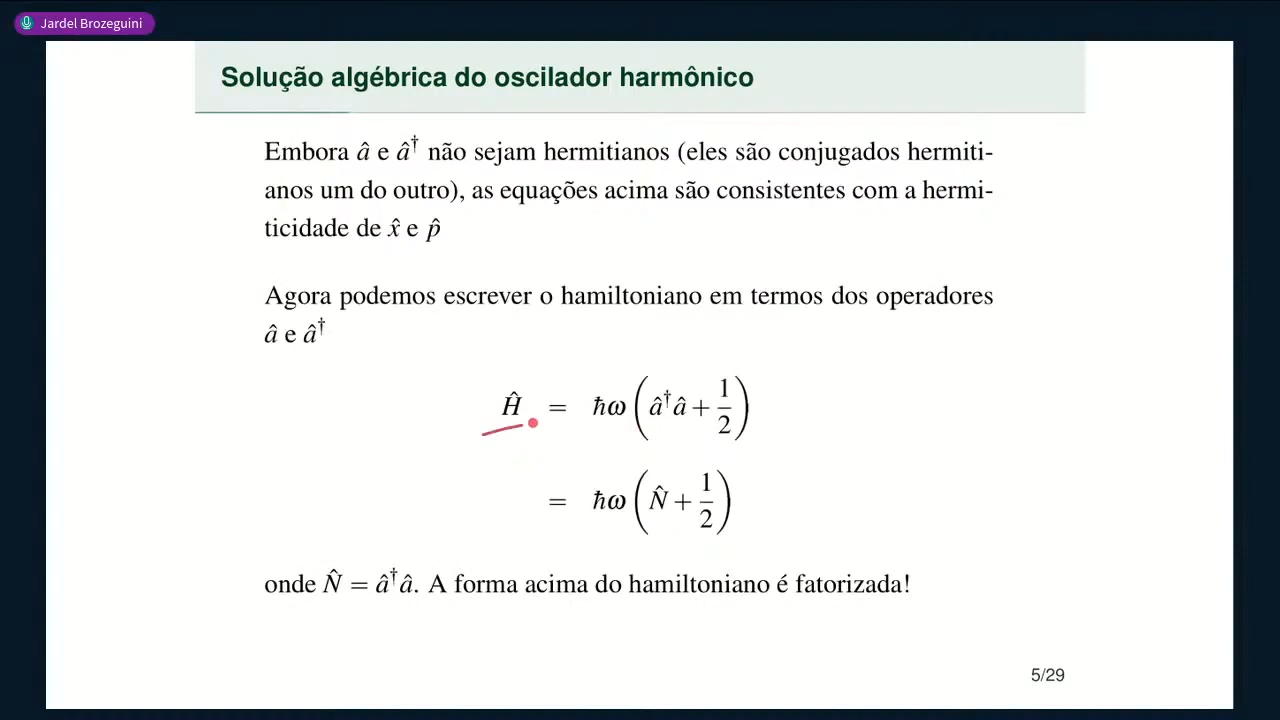 Jardel Brozeguini
Solução algébrica do oscilador harmônico
Embora â e â† não sejam hermitianos (eles são conjugados hermiti-
anos um do outro), as equações acima são consistentes com a hermi-
ticidade de x̂ e p̂
Agora podemos escrever o hamiltoniano em termos dos operadores
â e â†
Ĥ = ħω(â†â + 1/2)
= ħω(N̂ + 1/2)
onde N̂ = â†â. A forma acima do hamiltoniano é fatorizada!
5/29